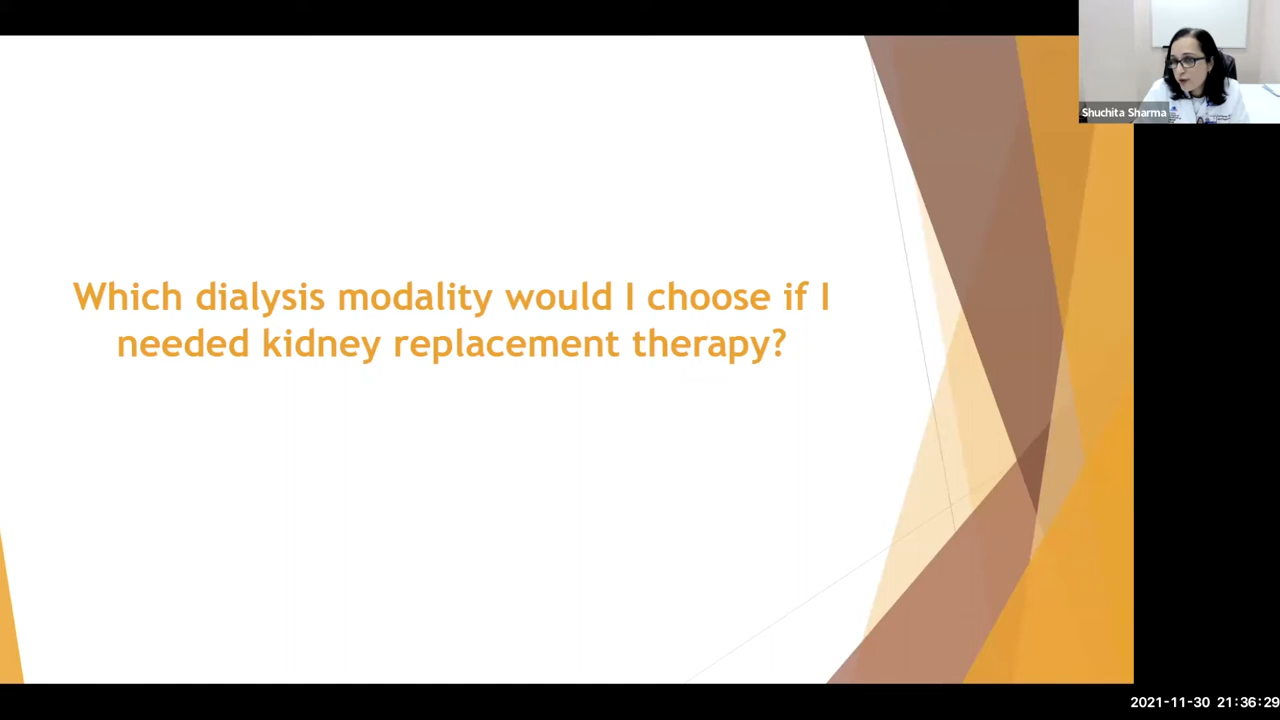 Which dialysis modality would I choose if I
needed kidney replacement therapy?
Shuchita Sharma
2021-11-30 21:36:29